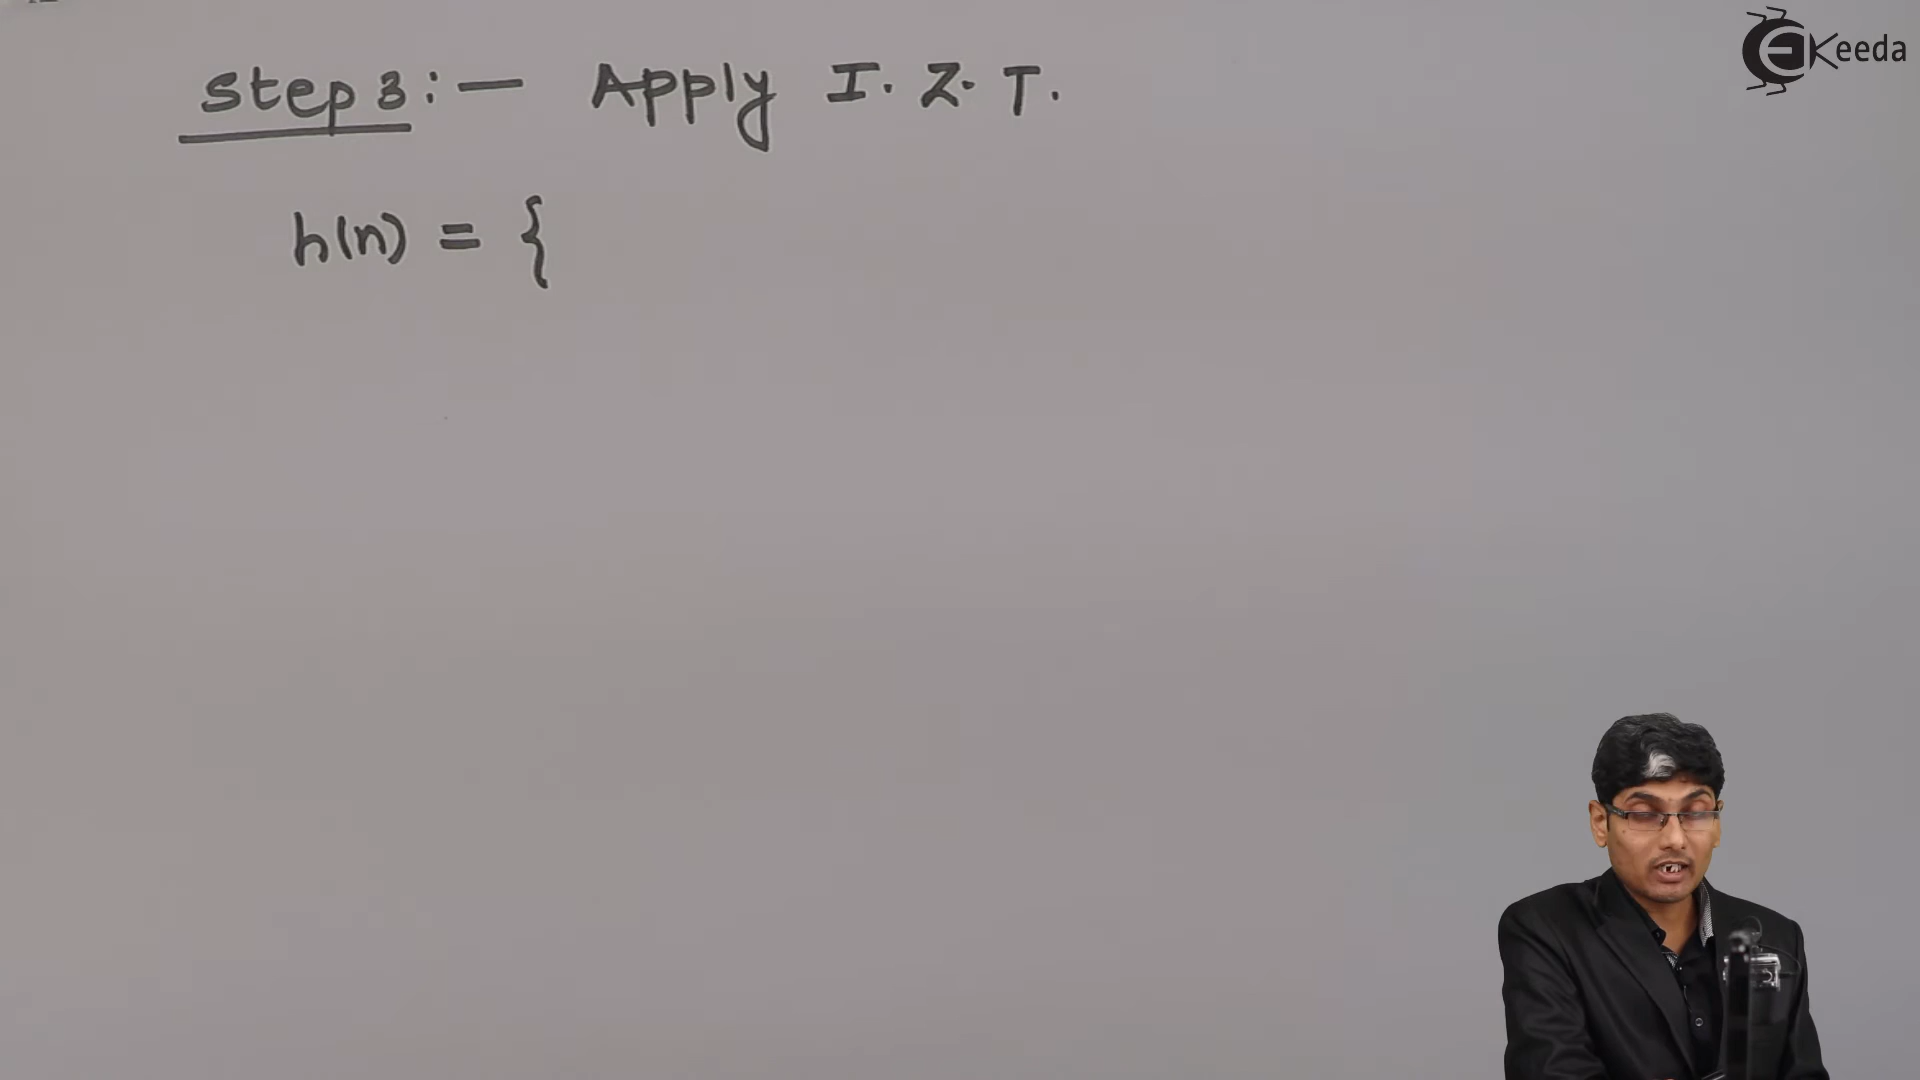 Step 3:- Apply I.Z.T.
h(n) = {
Keeda